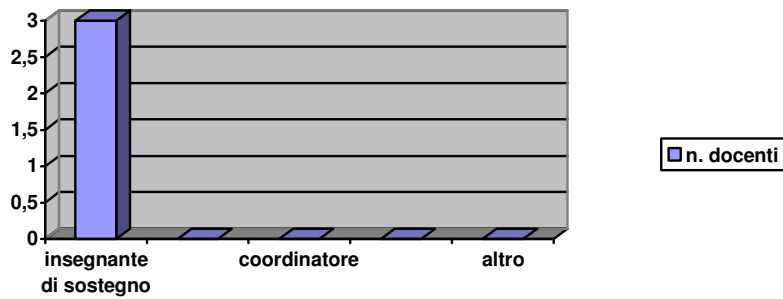 3
2,5
2
1,5
1
0,5
0
insegnante
di sostegno
coordinatore
altro
n. docenti